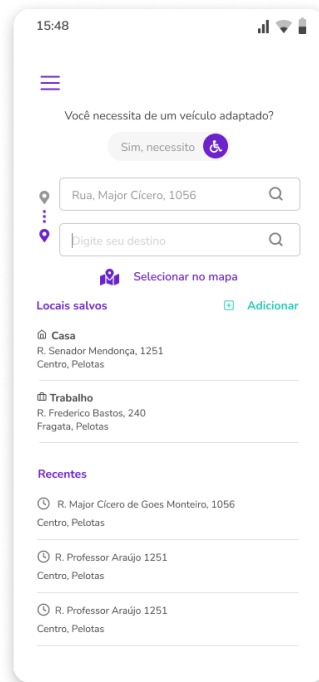 15:48
Você necessita de um veículo adaptado?
Sim, necessito
Rua, Major Cícero, 1056
Digite seu destino
Selecionar no mapa
Locais salvos
Adicionar
Casa
R. Senador Mendonça, 1251
Centro, Pelotas
Trabalho
R. Frederico Bastos, 240
Fragata, Pelotas
Recentes
R. Major Cícero de Goes Monteiro, 1056
Centro, Pelotas
R. Professor Araújo 1251
Centro, Pelotas
R. Professor Araújo 1251
Centro, Pelotas